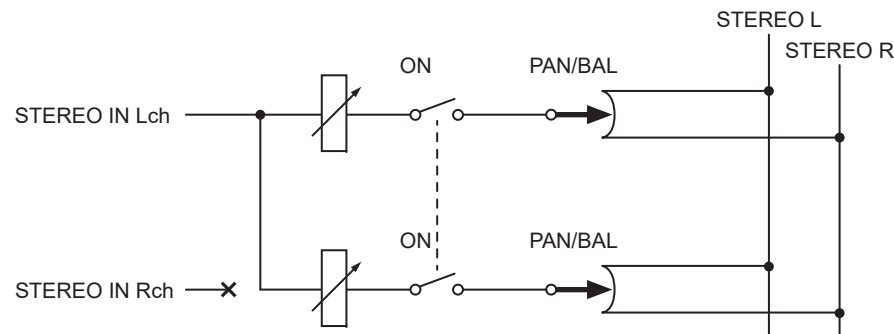 STEREO L
STEREO R
ON
PAN/BAL
STEREO IN Lch
ON
PAN/BAL
STEREO IN Rch